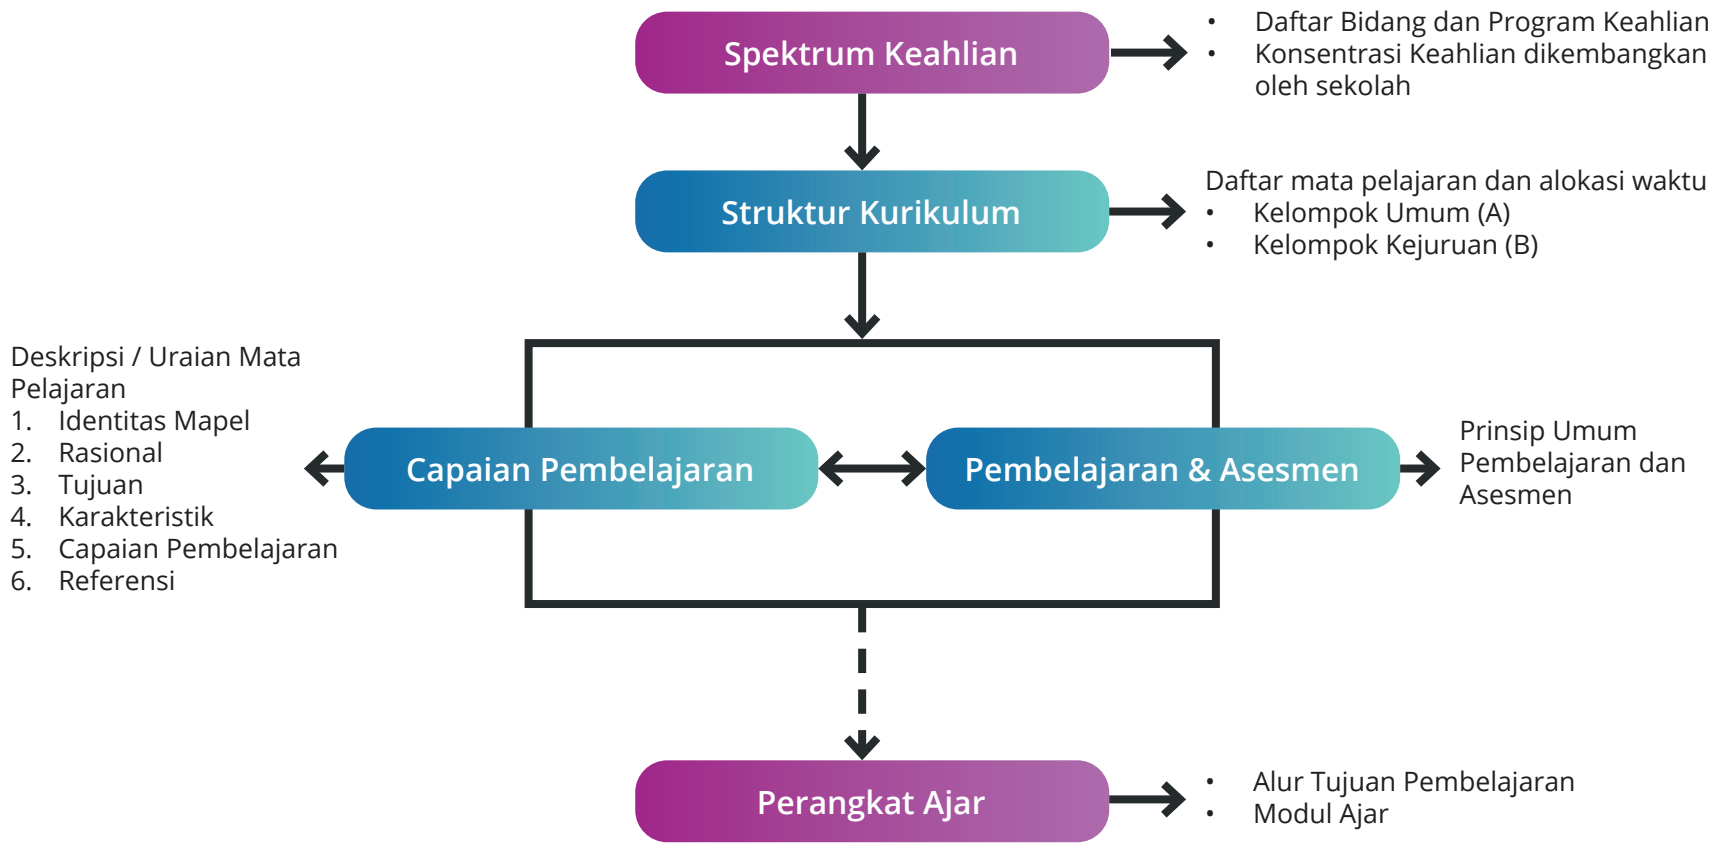 Spektrum Keahlian
• Daftar Bidang dan Program Keahlian
• Konsentrasi Keahlian dikembangkan
oleh sekolah
Struktur Kurikulum
Daftar mata pelajaran dan alokasi waktu
• Kelompok Umum (A)
• Kelompok Kejuruan (B)
Deskripsi / Uraian Mata
Pelajaran
1. Identitas Mapel
2. Rasional
3. Tujuan
4. Karakteristik
5. Capaian Pembelajaran
6. Referensi
Capaian Pembelajaran
Pembelajaran & Asesmen
Prinsip Umum
Pembelajaran dan
Asesmen
Perangkat Ajar
• Alur Tujuan Pembelajaran
• Modul Ajar